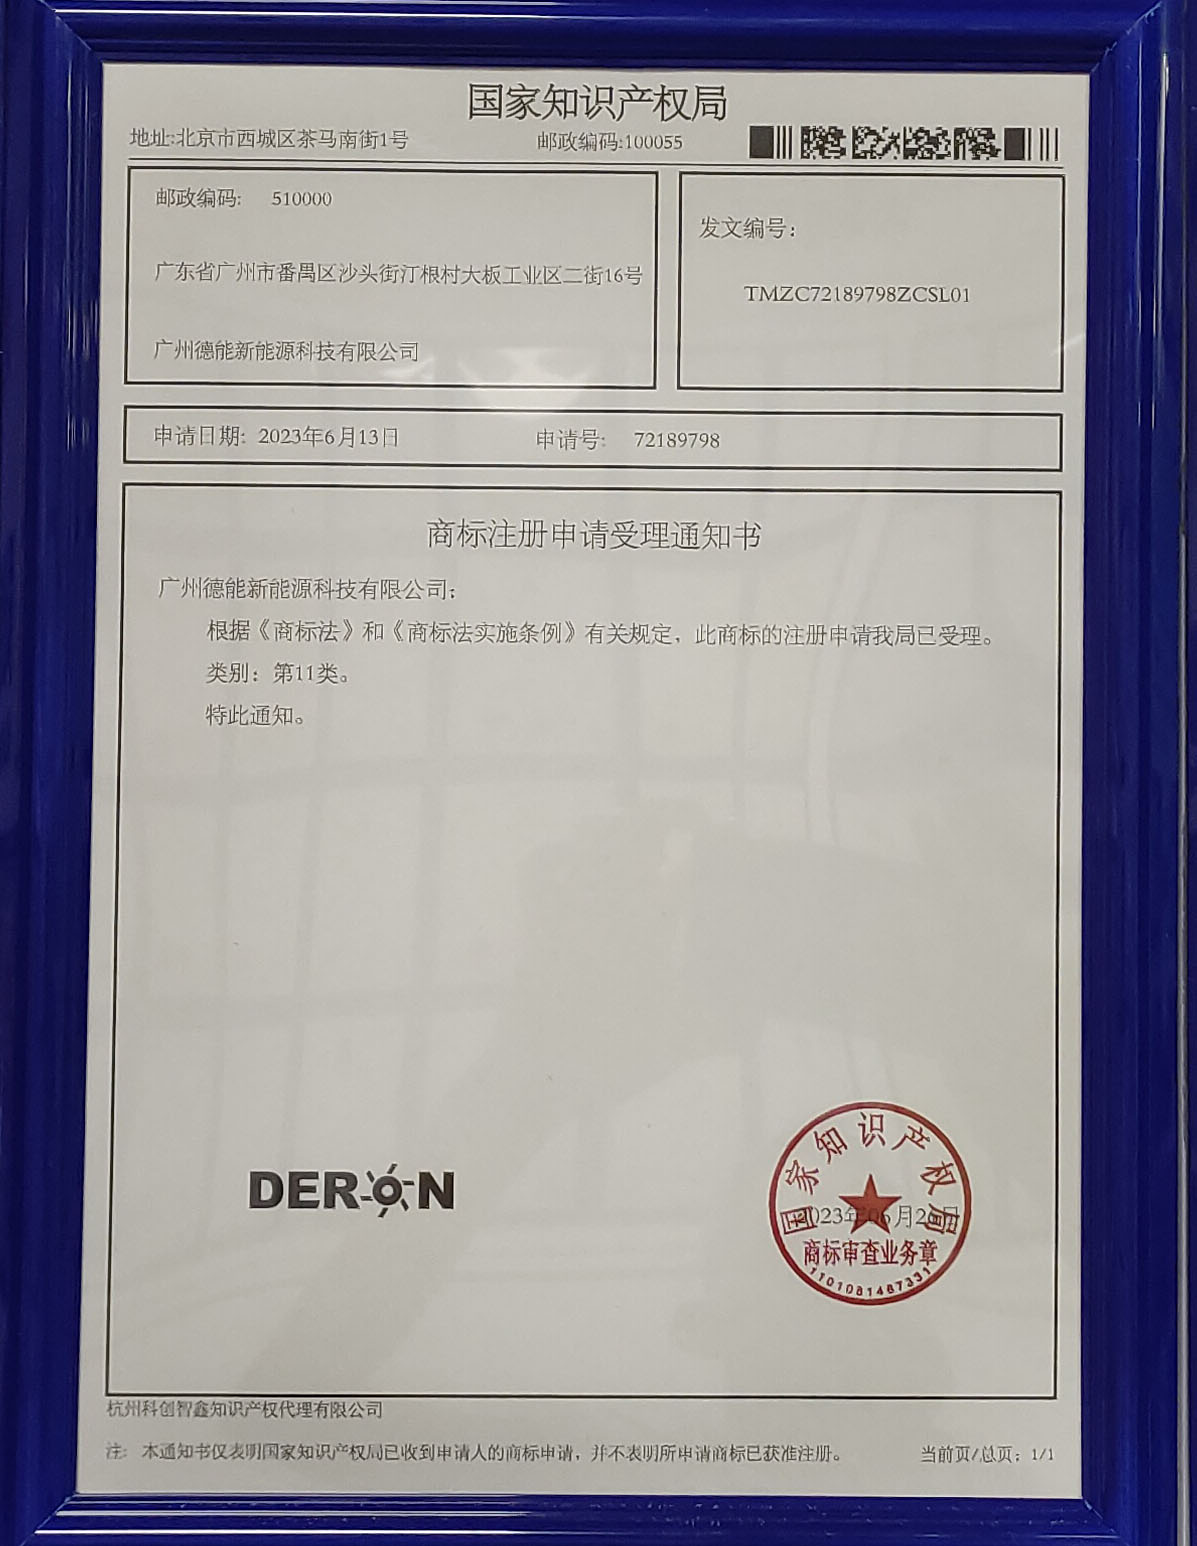 国家知识产权局
地址:北京市西城区茶马南街1号 邮政编码:100055
邮政编码: 510000
广东省广州市番禺区沙头街汀根村大板工业区二街16号
广州德能新能源科技有限公司
发文编号:
TMZC72189798ZCSL01
申请日期: 2023年6月13日 申请号: 72189798
商标注册申请受理通知书
广州德能新能源科技有限公司:
根据《商标法》和《商标法实施条例》有关规定，此商标的注册申请我局已受理。
类别：第11类。
特此通知。
DERON
国家知识产权局
2023年06月26日
商标审查业务章
1101081467331
杭州科创智鑫知识产权代理有限公司
注: 本通知书仅表明国家知识产权局已收到申请人的商标申请，并不表明所申请商标已获准注册。 当前页/总页：1/1